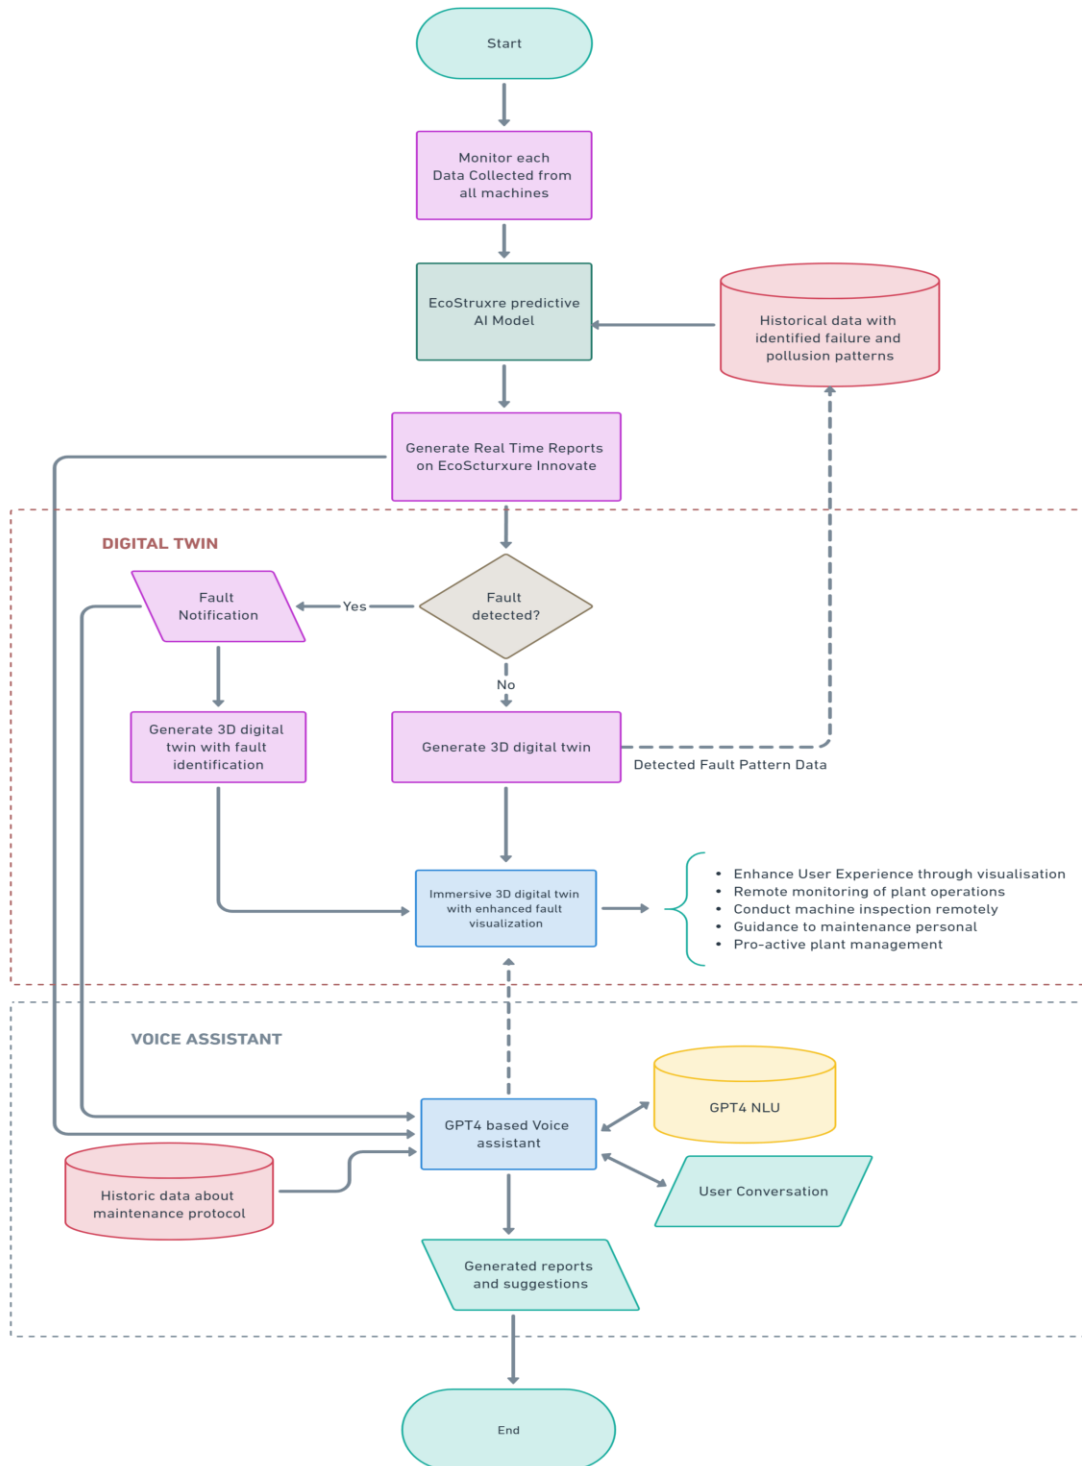 Start
Monitor each
Data Collected from
all machines
EcoStruxre predictive
AI Model
Historical data with
identified failure and
pollusion patterns
Generate Real Time Reports
on EcoScturxure Innovate
DIGITAL TWIN
Fault
Notification
Yes
Fault
detected?
No
Generate 3D digital
twin with fault
identification
Generate 3D digital twin
Detected Fault Pattern Data
Immersive 3D digital twin
with enhanced fault
visualization
• Enhance User Experience through visualisation
• Remote monitoring of plant operations
• Conduct machine inspection remotely
• Guidance to maintenance personal
• Pro-active plant management
VOICE ASSISTANT
GPT4 NLU
GPT4 based Voice
assistant
Historic data about
maintenance protocol
User Conversation
Generated reports
and suggestions
End